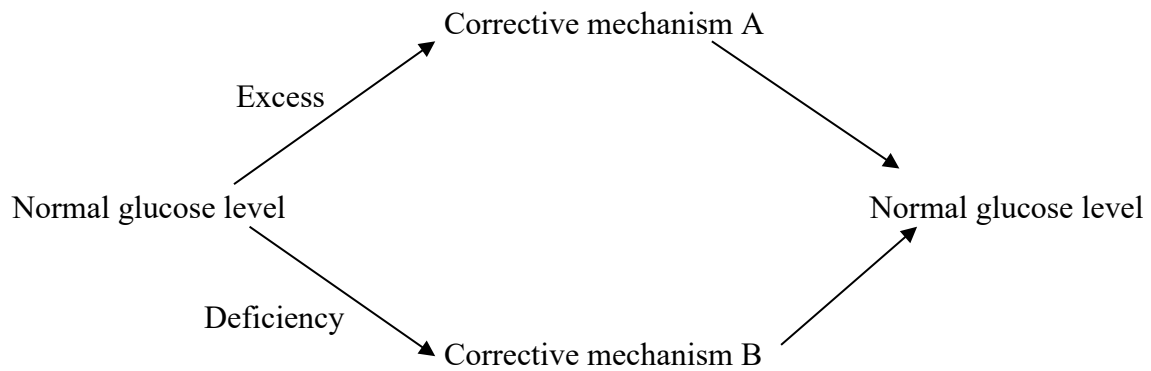 Corrective mechanism A
Excess
Normal glucose level
Normal glucose level
Deficiency
Corrective mechanism B